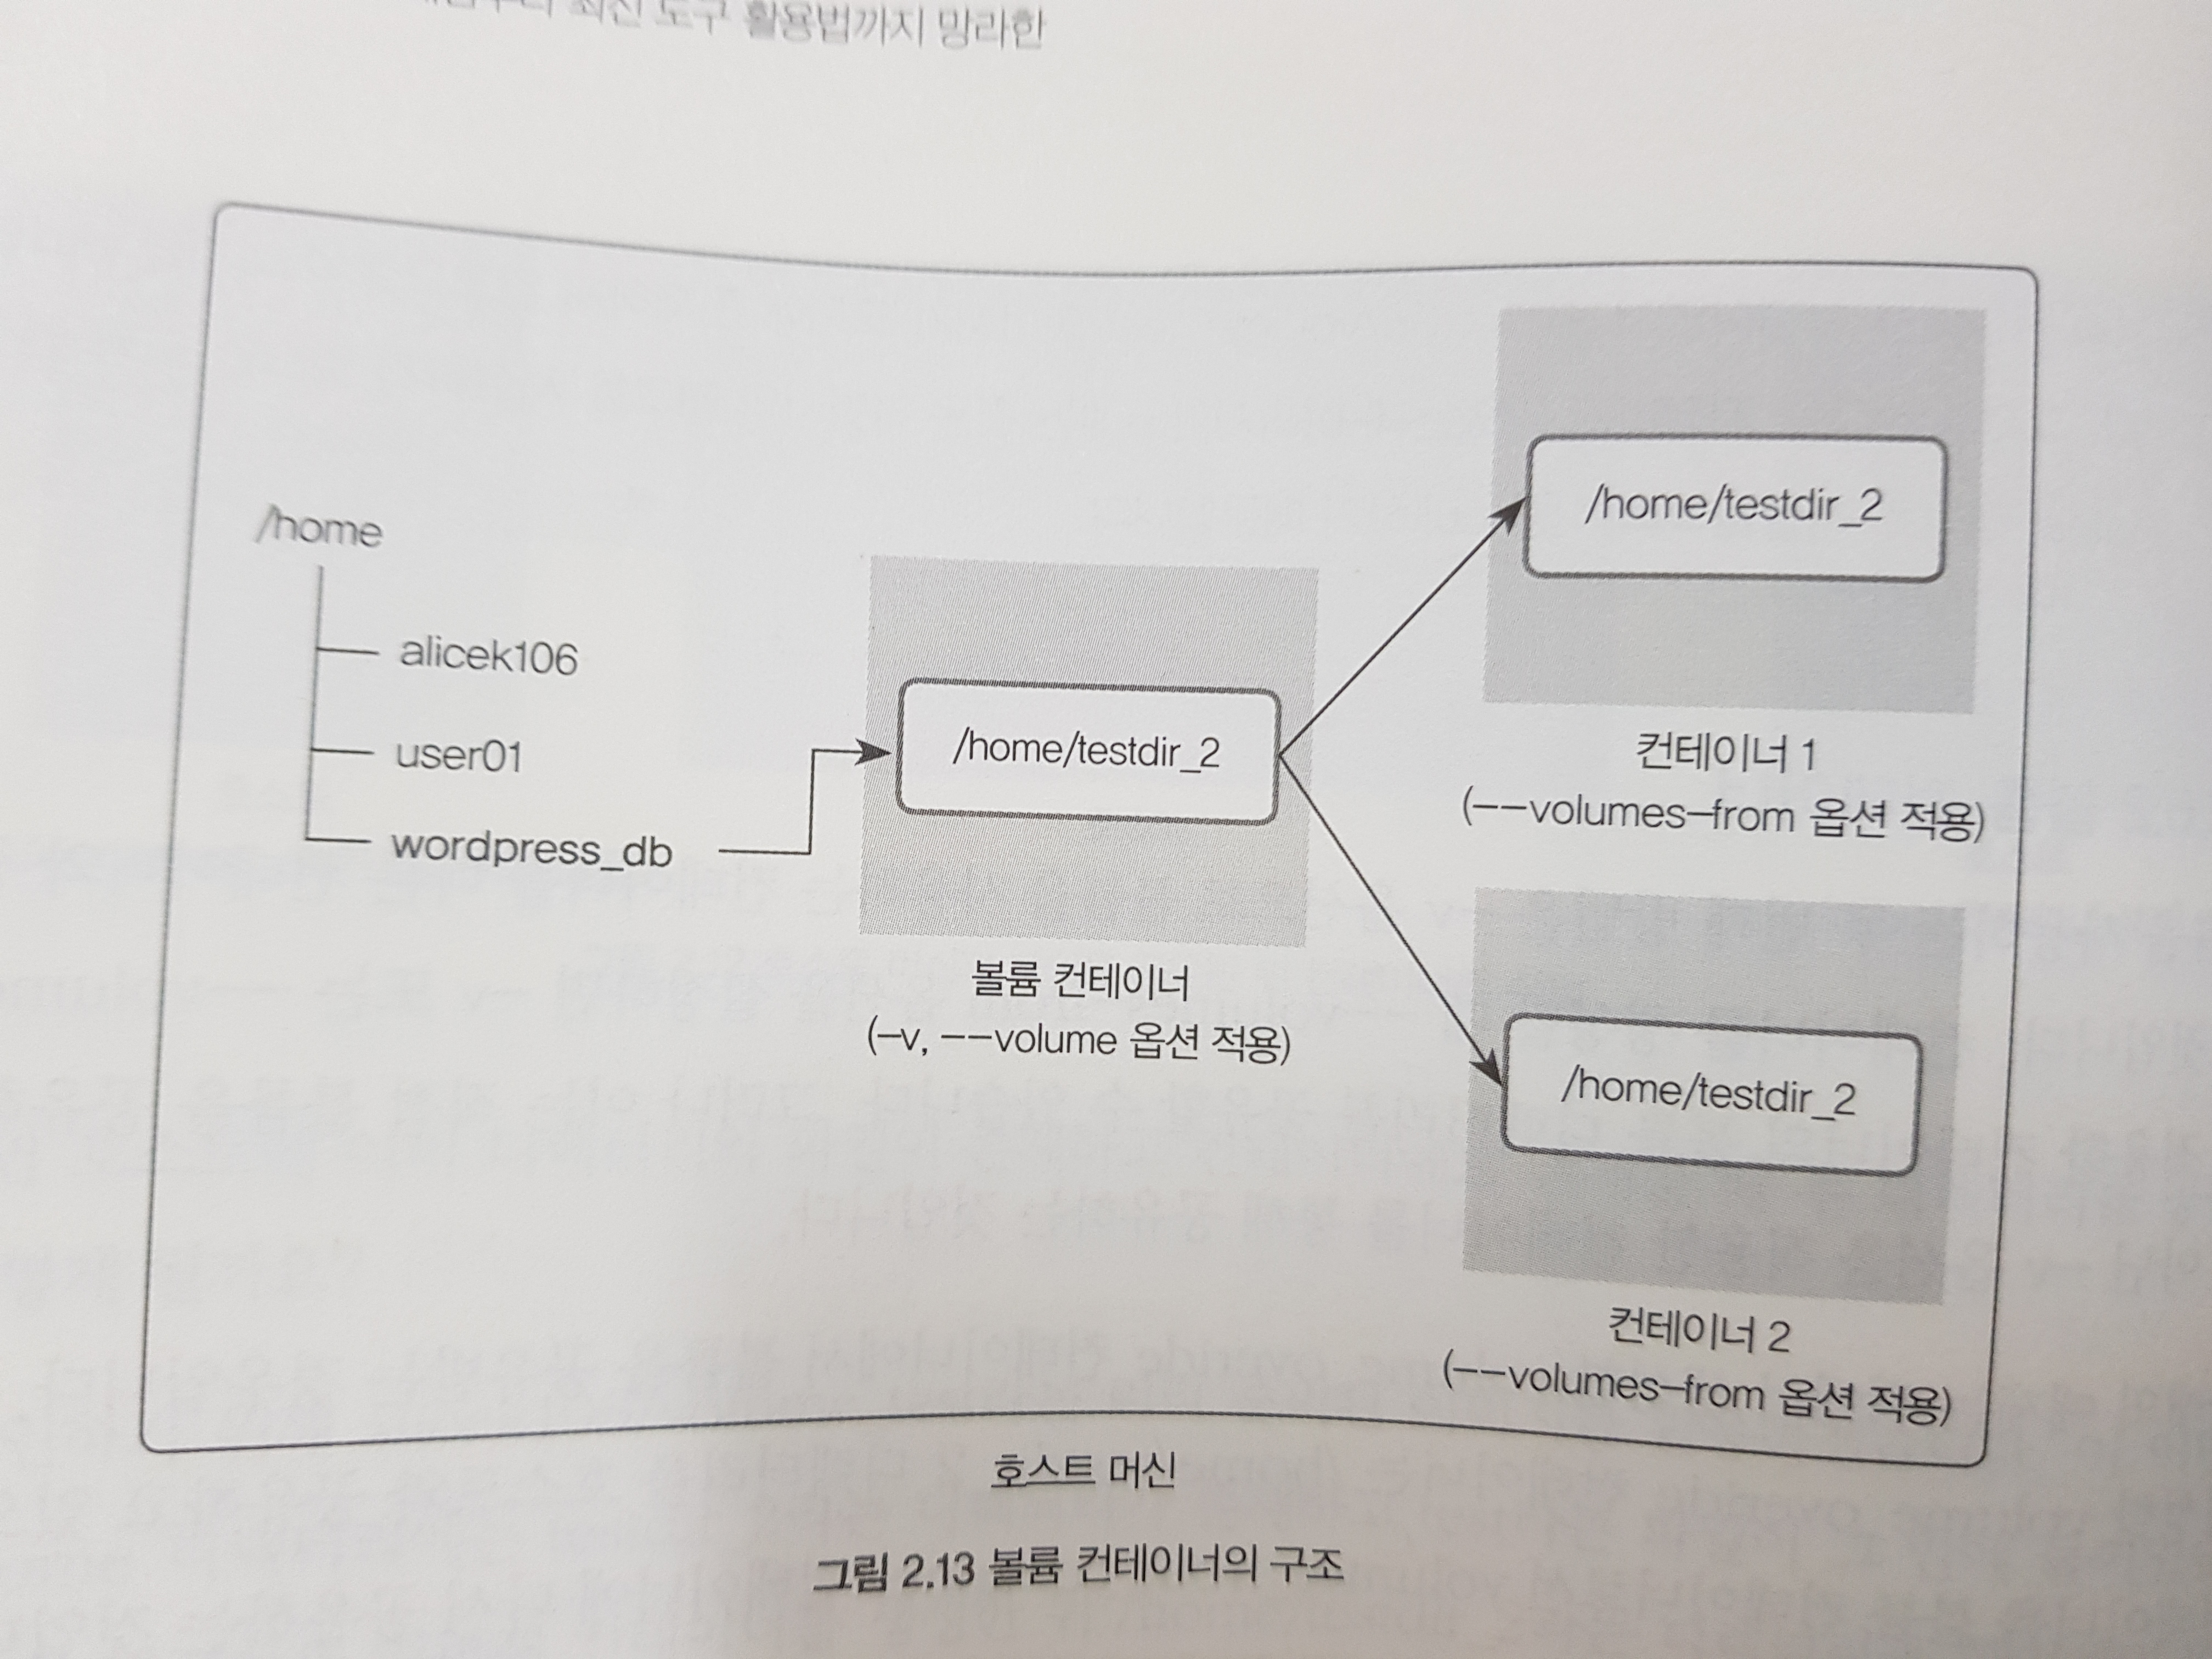 최신 도구 활용법까지 망라한
/home
alicek106
user01
wordpress_db
/home/testdir_2
볼륨 컨테이너
(–v, ––volume 옵션 적용)
/home/testdir_2
컨테이너 1
(––volumes–from 옵션 적용)
/home/testdir_2
컨테이너 2
(––volumes–from 옵션 적용)
호스트 머신
그림 2.13 볼륨 컨테이너의 구조